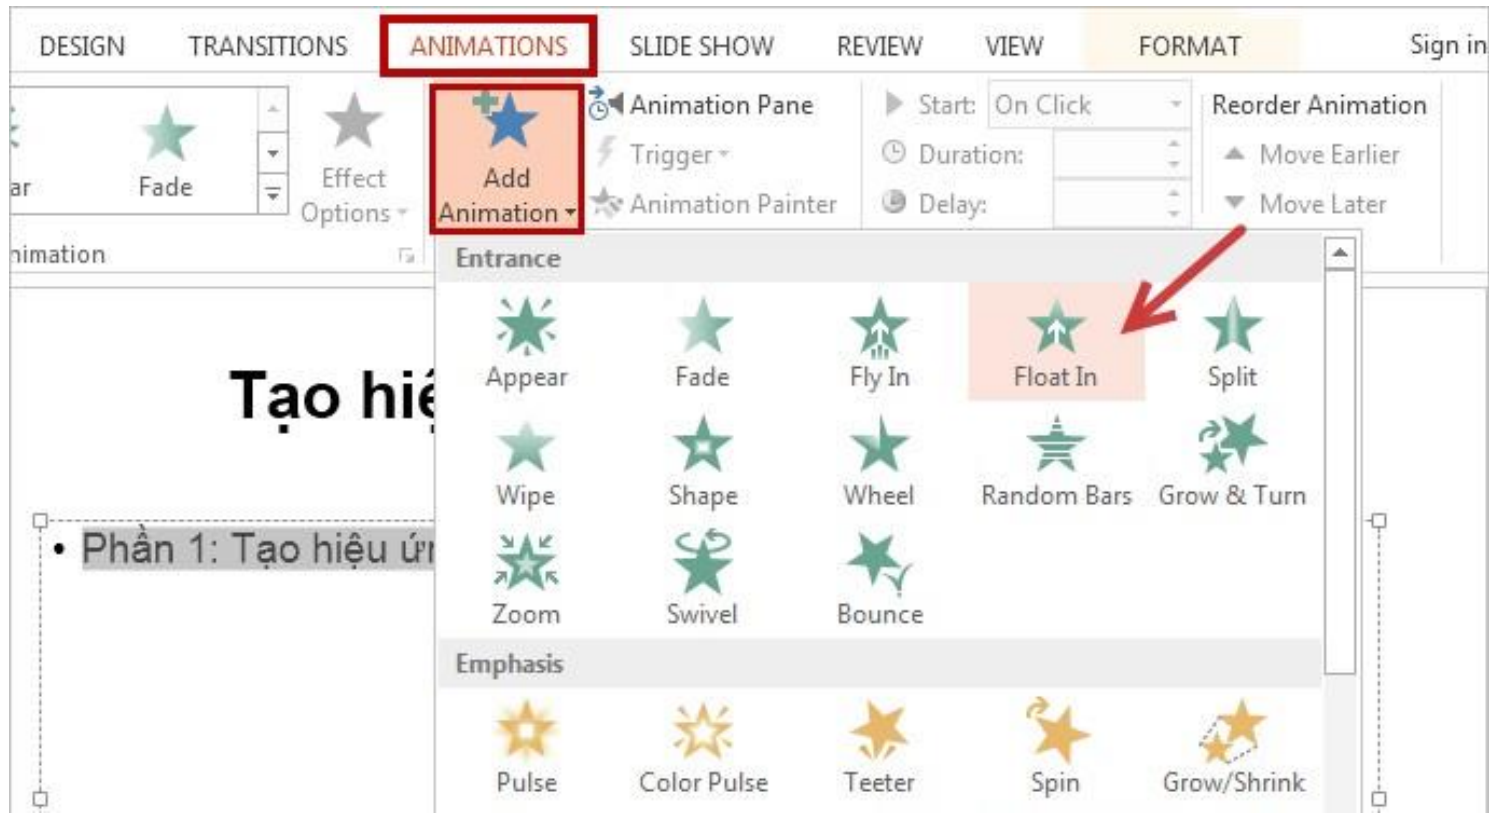 DESIGN TRANSITIONS ANIMATIONS SLIDE SHOW REVIEW VIEW FORMAT Sign in
Animation Pane Start: On Click Reorder Animation
Trigger Duration: Move Earlier
ar Fade Effect Options Add Animation
Animation Painter Delay: Move Later
nimation
Entrance
Appear Fade Fly In Float In Split
Tạo hiệ
Wipe Shape Wheel Random Bars Grow & Turn
• Phần 1: Tạo hiệu ứn
Zoom Swivel Bounce
Emphasis
Pulse Color Pulse Teeter Spin Grow/Shrink